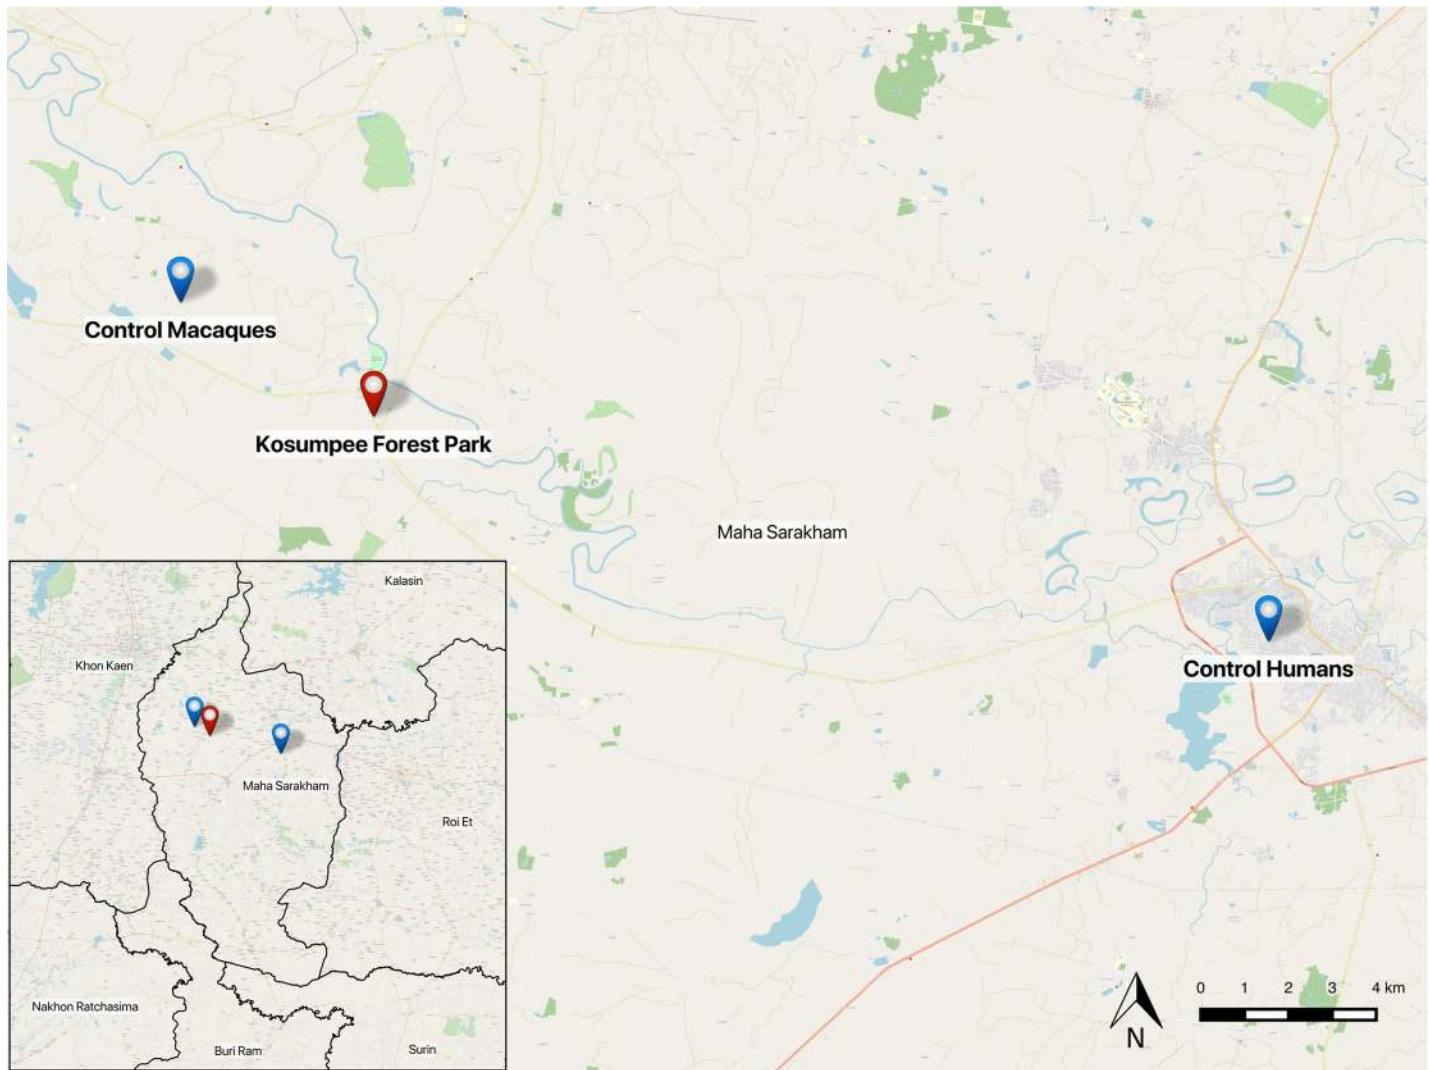 Control Macaques
Kosumpee Forest Park
Maha Sarakham
Control Humans
Kalasin
Khon Kaen
Maha Sarakham
Roi Et
Nakhon Ratchasima
Buri Ram
Surin
0 1 2 3 4 km
N